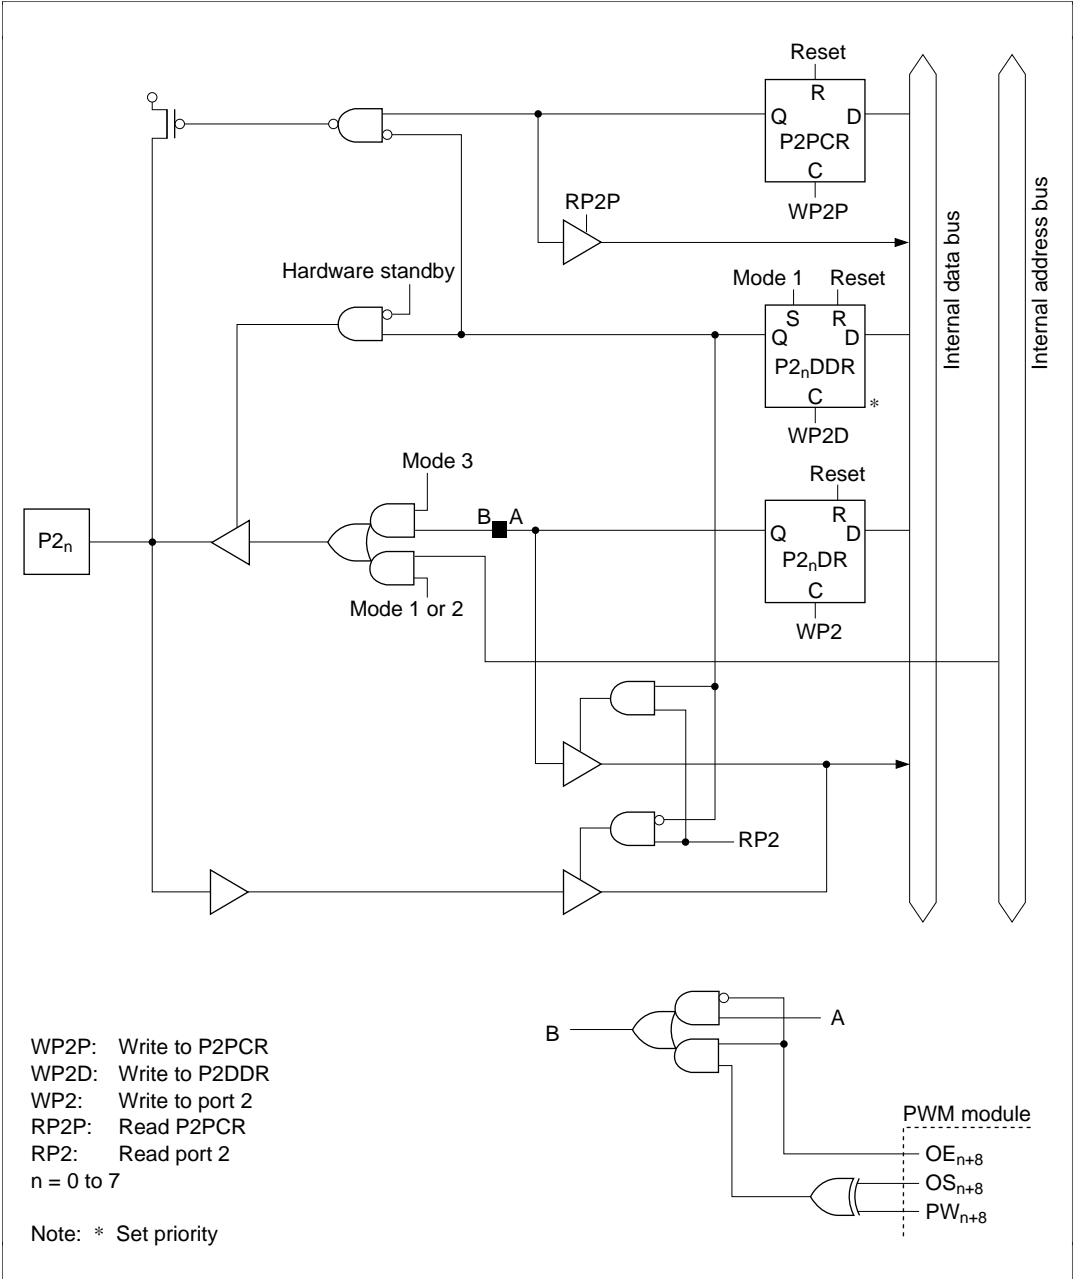 Reset
R
Q D
P2PCR
C
WP2P
RP2P
Hardware standby
Mode 1 Reset
S R
Q D
P2nDDR
C
*
WP2D
Internal data bus
Internal address bus
Mode 3
Reset
R
B A
Q D
P2n
P2nDR
C
Mode 1 or 2
WP2
RP2
B
A
WP2P: Write to P2PCR
WP2D: Write to P2DDR
WP2: Write to port 2
RP2P: Read P2PCR
RP2: Read port 2
n = 0 to 7
PWM module
OEn+8
OSn+8
PWn+8
Note: * Set priority